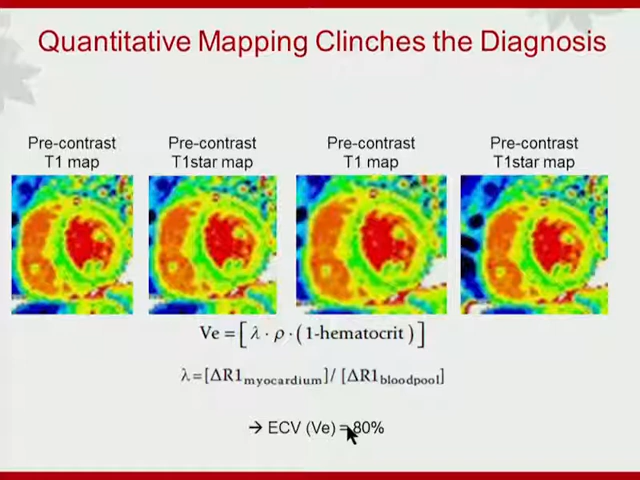 Quantitative Mapping Clinches the Diagnosis
Pre-contrast T1 map
Pre-contrast T1star map
Pre-contrast T1 map
Pre-contrast T1star map
Ve = [ λ · ρ · (1-hematocrit ) ]
λ = [ΔR1myocardium] / [ΔR1bloodpool]
→ ECV (Ve) = 80%